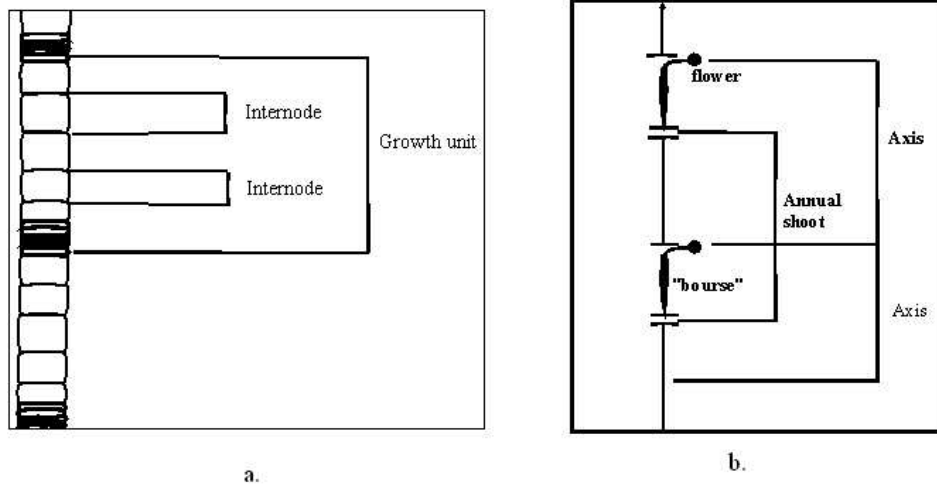 Internode
Growth unit
Internode
a.
flower
Axis
Annual
shoot
"bourse"
Axis
b.